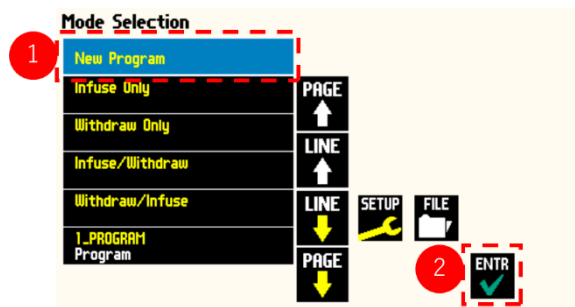 Mode Selection
1
New Program
Infuse Only
PAGE
Withdraw Only
LINE
Infuse/Withdraw
Withdraw/Infuse
LINE
SETUP
FILE
1_PROGRAM
Program
PAGE
2
ENTR